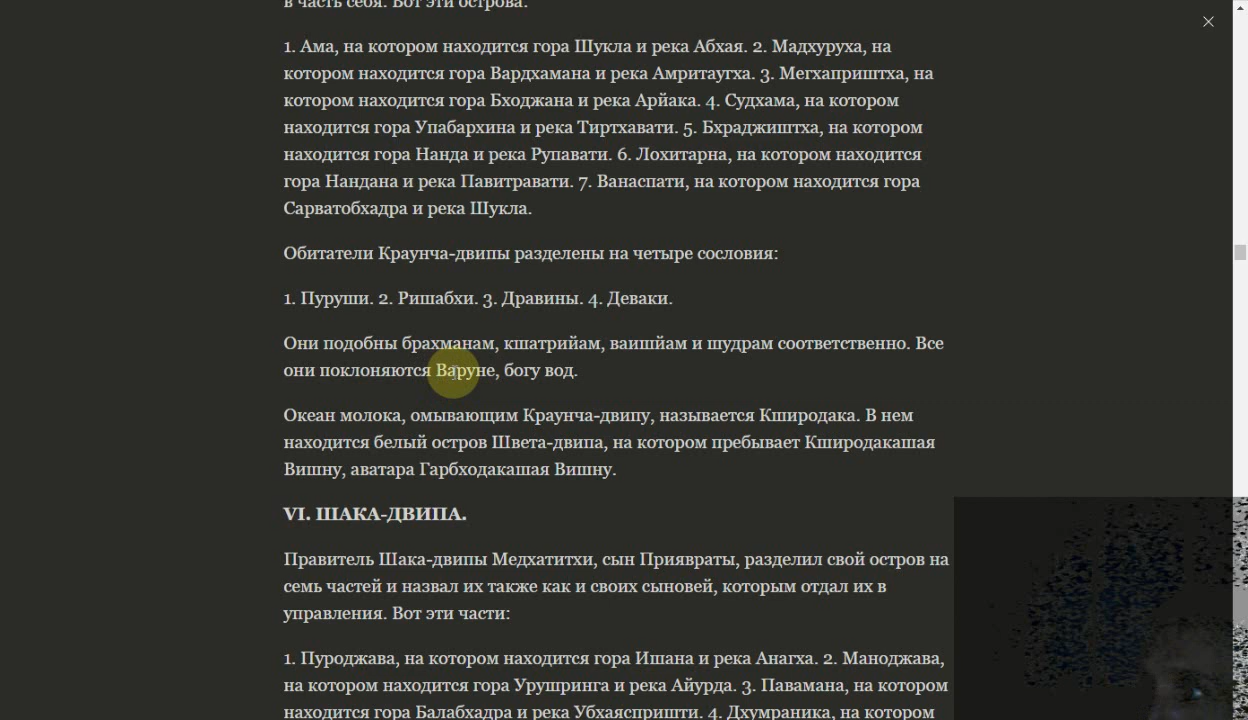 в часть себя. Вот эти острова:
1. Ама, на котором находится гора Шукла и река Абхая. 2. Мадхуруха, на
котором находится гора Вардхамана и река Амритаугха. 3. Мегхаприштха, на
котором находится гора Бходжана и река Арйака. 4. Судхама, на котором
находится гора Упабархина и река Тиртхавати. 5. Бхраджиштха, на котором
находится гора Нанда и река Рупавати. 6. Лохитарна, на котором находится
гора Нандана и река Павитравати. 7. Ванаспати, на котором находится гора
Сарватобхадра и река Шукла.
Обитатели Краунча-двипы разделены на четыре сословия:
1. Пуруши. 2. Ришабхи. 3. Дравины. 4. Деваки.
Они подобны брахманам, кшатрийам, ваишйам и шудрам соответственно. Все
они поклоняются Варуне, богу вод.
Океан молока, омывающим Краунча-двипу, называется Кширодака. В нем
находится белый остров Швета-двипа, на котором пребывает Кширодакашая
Вишну, аватара Гарбходакашая Вишну.
VI. ШАКА-ДВИПА.
Правитель Шака-двипы Медхатитхи, сын Приявраты, разделил свой остров на
семь частей и назвал их также как и своих сыновей, которым отдал их в
управления. Вот эти части:
1. Пуроджава, на котором находится гора Ишана и река Анагха. 2. Маноджава,
на котором находится гора Урушринга и река Айурда. 3. Павамана, на котором
находится гора Балабхадра и река Убхаяспришти. 4. Дхумраника, на котором